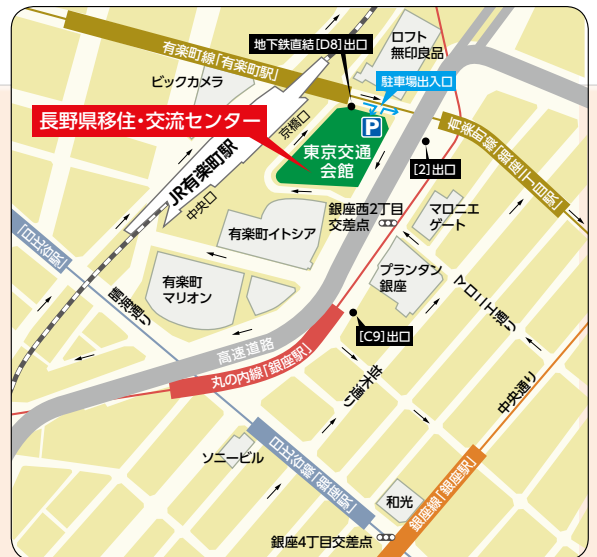 有楽町線「有楽町駅」
地下鉄直結[D8]出口
ロフト
無印良品
ビックカメラ
駐車場出入口
P
長野県移住・交流センター
京橋口
東京交通
会館
有楽町線「銀座一丁目駅」
[2]出口
JR有楽町駅
中央口
銀座西2丁目
交差点
マロニエ
ゲート
有楽町イトシア
「日比谷駅」
プランタン
銀座
有楽町
マリオン
晴海通り
マロニエ通り
[C9]出口
高速道路
丸の内線「銀座駅」
並木通り
中央通り
ソニービル
日比谷線「銀座駅」
銀座線「銀座駅」
和光
銀座4丁目交差点